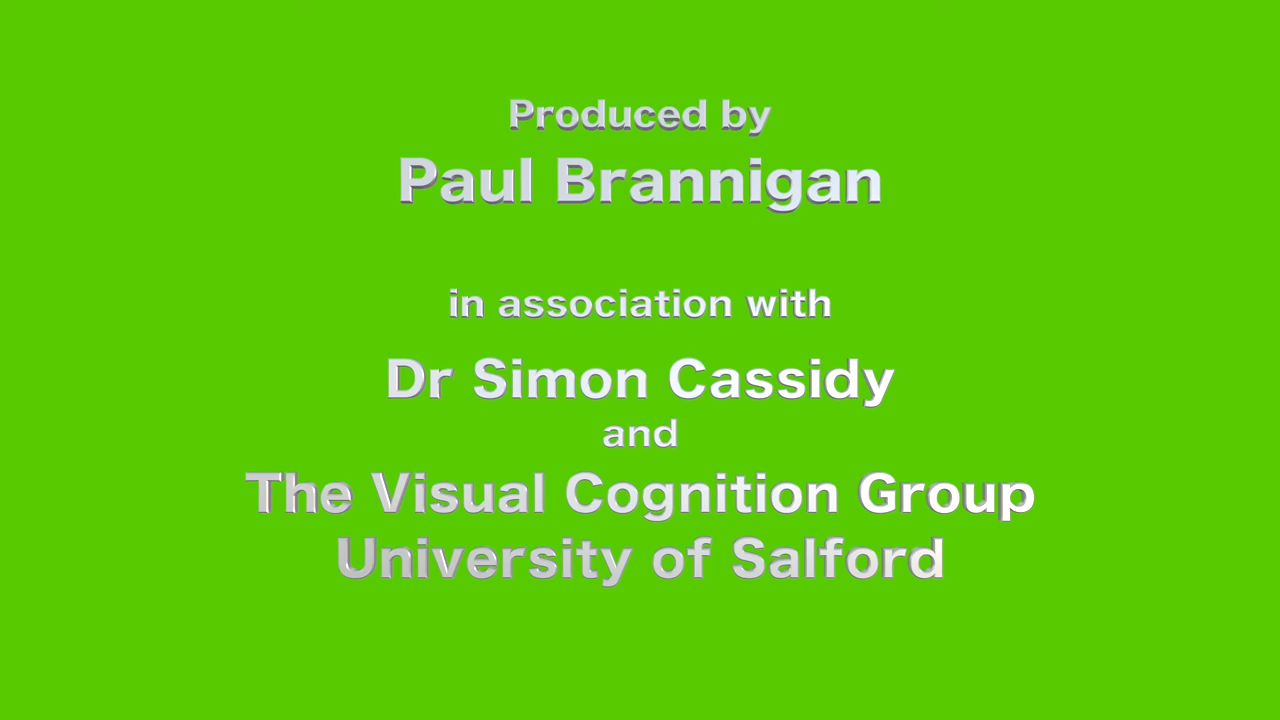 Produced by
Paul Brannigan
in association with
Dr Simon Cassidy
and
The Visual Cognition Group
University of Salford